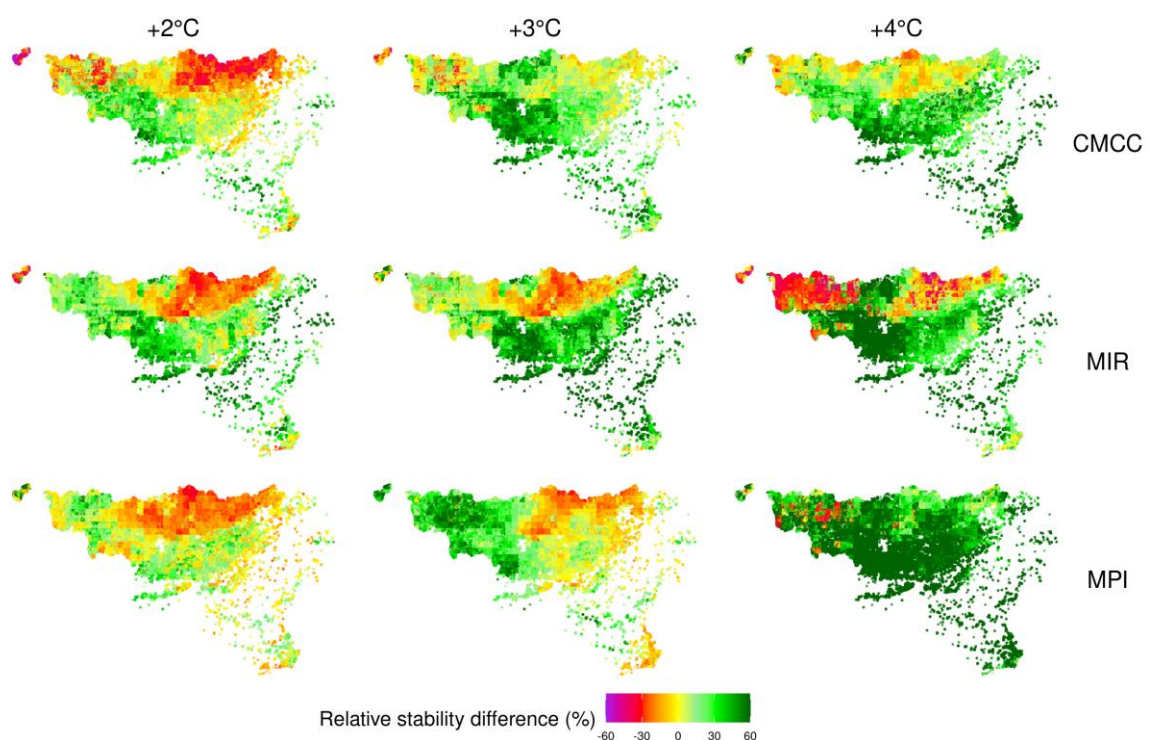 +2°C +3°C +4°C
CMCC
MIR
MPI
Relative stability difference (%)
-60 -30 0 30 60